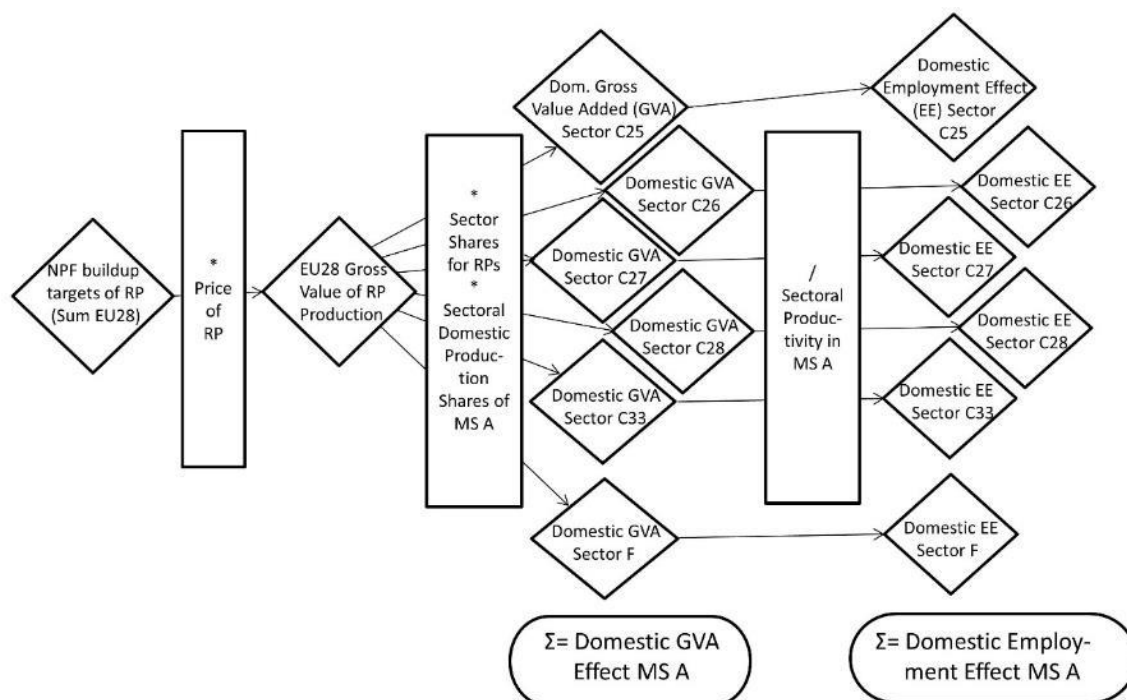 NPF buildup
targets of RP
(Sum EU28)
*
Price
of
RP
EU28 Gross
Value of RP
Production
*
Sector
Shares
for RPs
*
Sectoral
Domestic
Produc-
tion
Shares of
MS A
Dom. Gross
Value Added (GVA)
Sector C25
Domestic GVA
Sector C26
Domestic GVA
Sector C27
Domestic GVA
Sector C28
Domestic GVA
Sector C33
Domestic GVA
Sector F
/
Sectoral
Produc-
tivity in
MS A
Domestic
Employment Effect
(EE) Sector
C25
Domestic EE
Sector C26
Domestic EE
Sector C27
Domestic EE
Sector C28
Domestic EE
Sector C33
Domestic EE
Sector F
Σ= Domestic GVA
Effect MS A
Σ= Domestic Employ-
ment Effect MS A